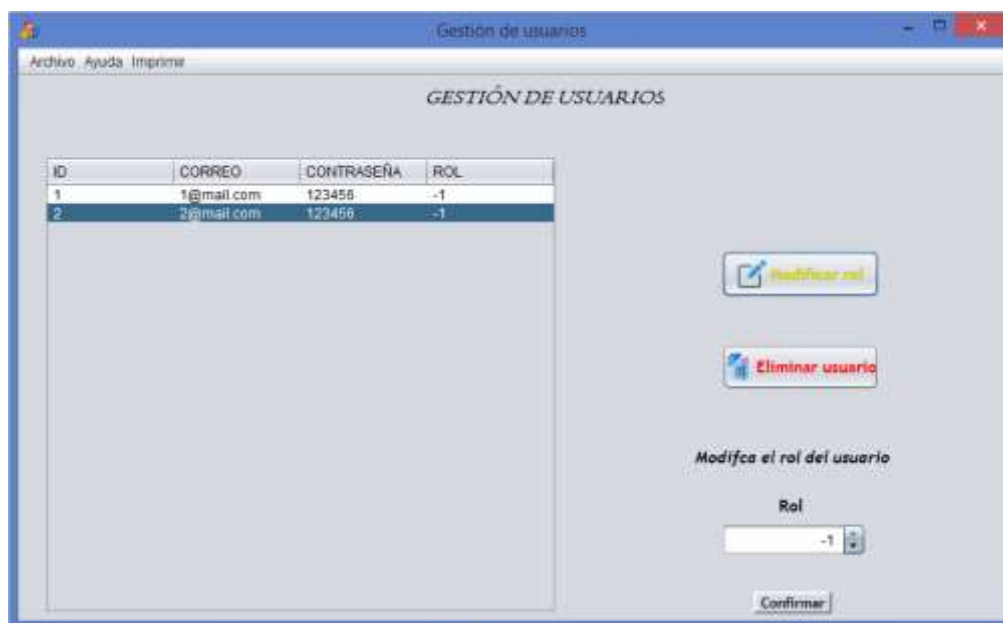 Gestión de usuarios
Archivo Ayuda Imprimir
GESTIÓN DE USUARIOS
ID CORREO CONTRASEÑA ROL
1 1@mail.com 123456 -1
2 2@mail.com 123456 -1
Modificar rol
Eliminar usuario
Modifca el rol del usuario
Rol
-1
Confirmar